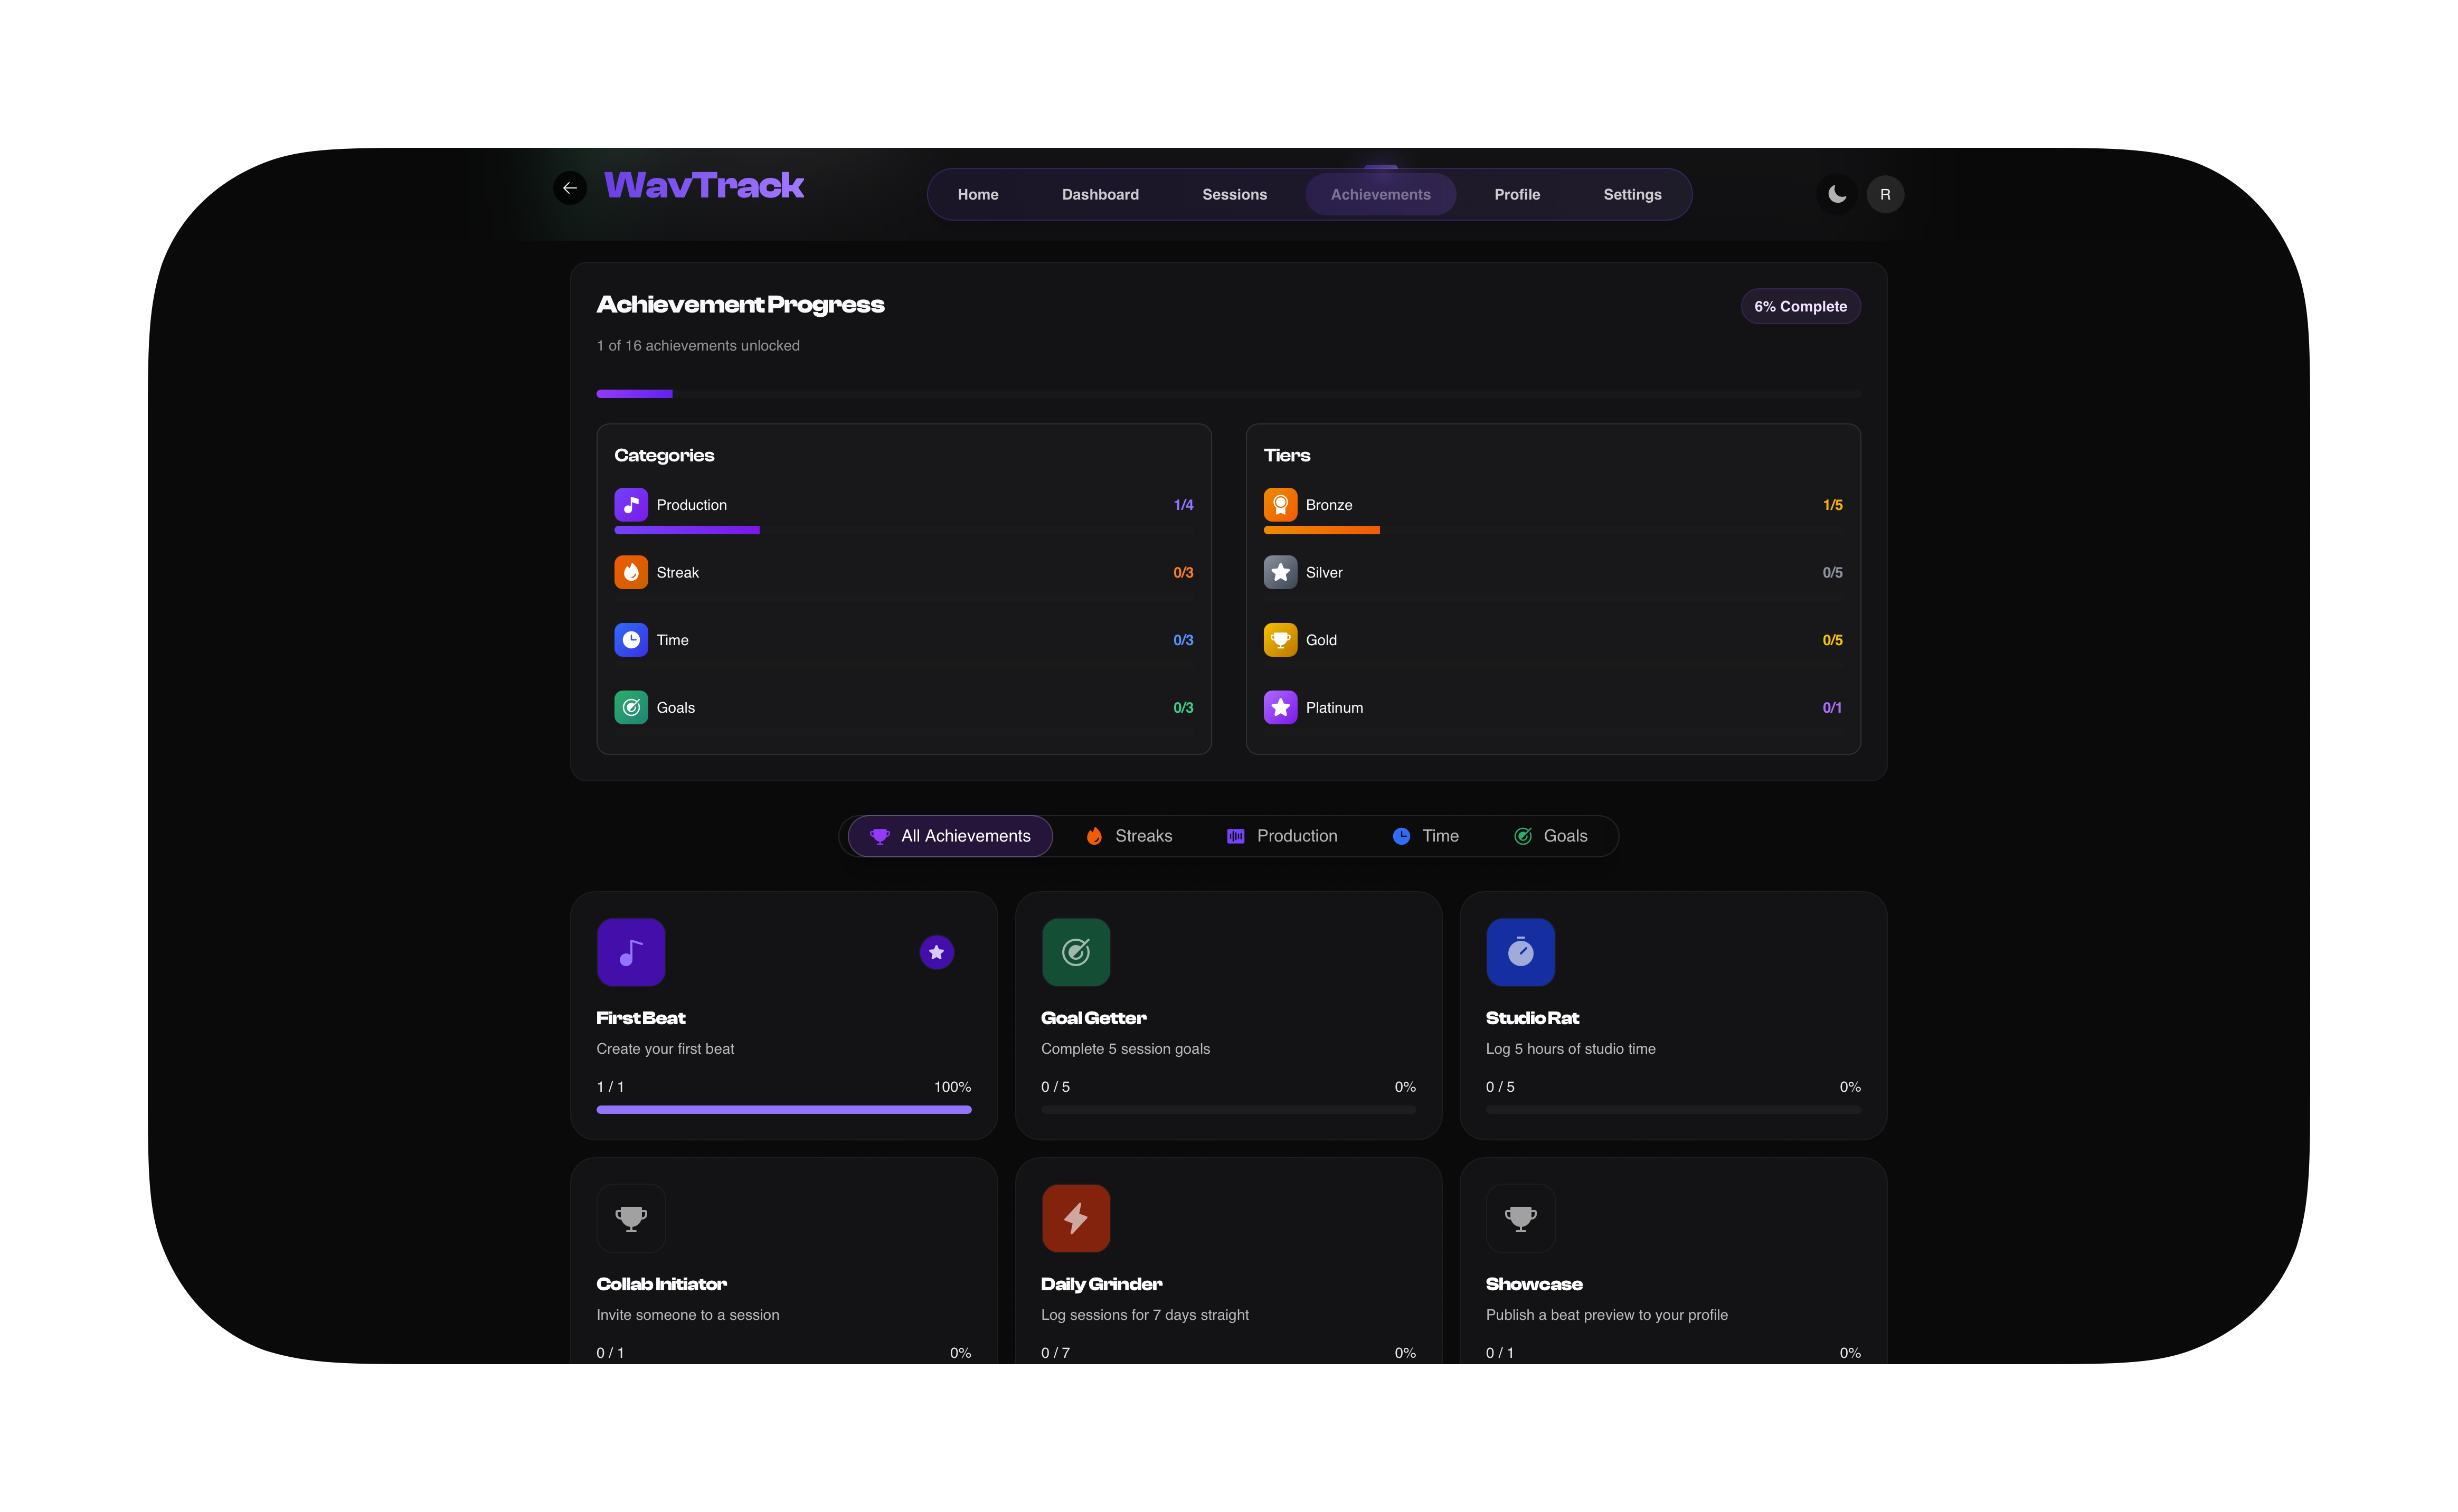 WavTrack
Home Dashboard Sessions Achievements Profile Settings
R
Achievement Progress
6% Complete
1 of 16 achievements unlocked
Categories
Production 1/4
Streak 0/3
Time 0/3
Goals 0/3
Tiers
Bronze 1/5
Silver 0/5
Gold 0/5
Platinum 0/1
All Achievements Streaks Production Time Goals
First Beat
Create your first beat
1 / 1 100%
Goal Getter
Complete 5 session goals
0 / 5 0%
Studio Rat
Log 5 hours of studio time
0 / 5 0%
Collab Initiator
Invite someone to a session
0 / 1 0%
Daily Grinder
Log sessions for 7 days straight
0 / 7 0%
Showcase
Publish a beat preview to your profile
0 / 1 0%